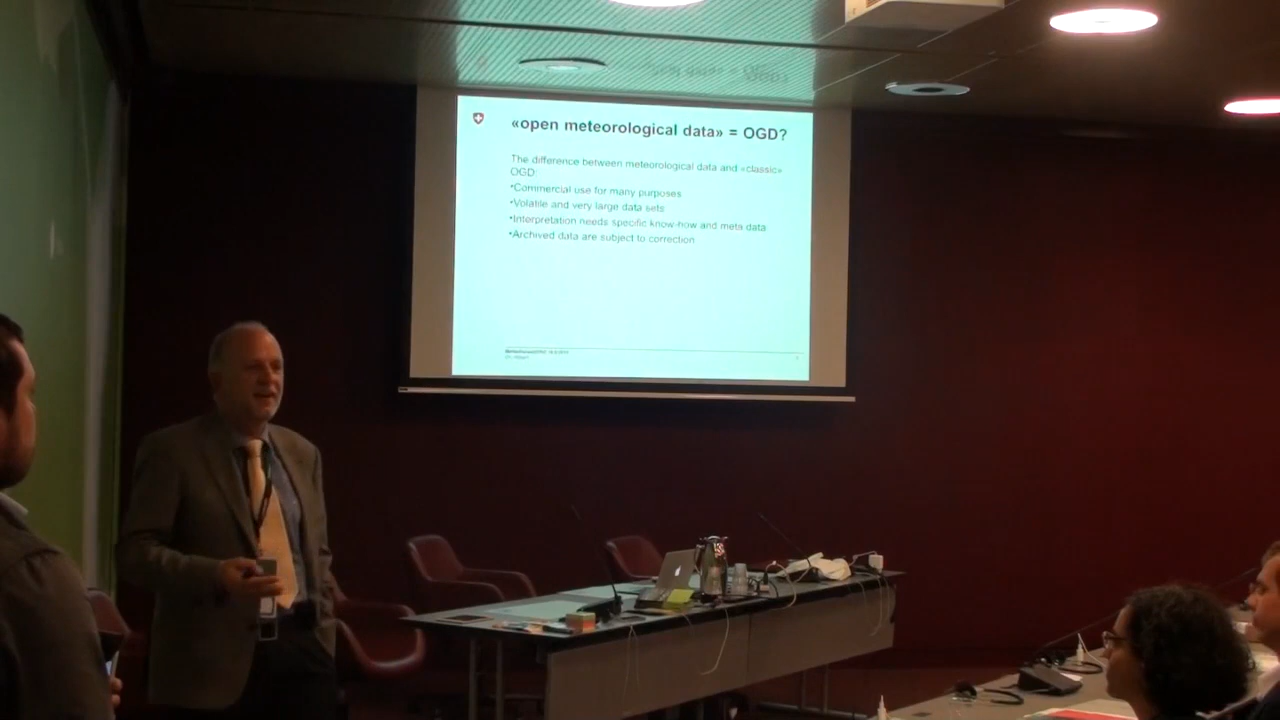 «open meteorological data» = OGD?
The difference between meteorological data and «classic»
OGD:
•Commercial use for many purposes
•Volatile and very large data sets
•Interpretation needs specific know-how and meta data
•Archived data are subject to correction